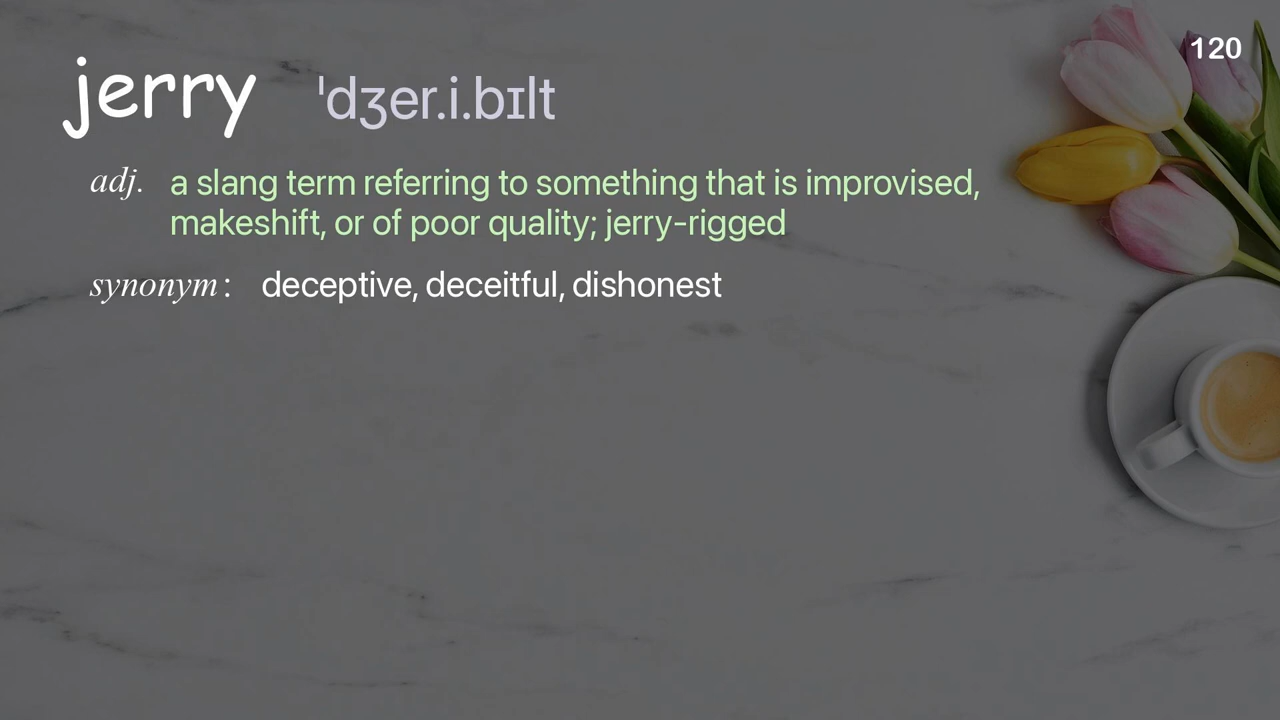 120
jerry ˈdʒer.i.bɪlt
adj. a slang term referring to something that is improvised,
makeshift, or of poor quality; jerry-rigged
synonym : deceptive, deceitful, dishonest